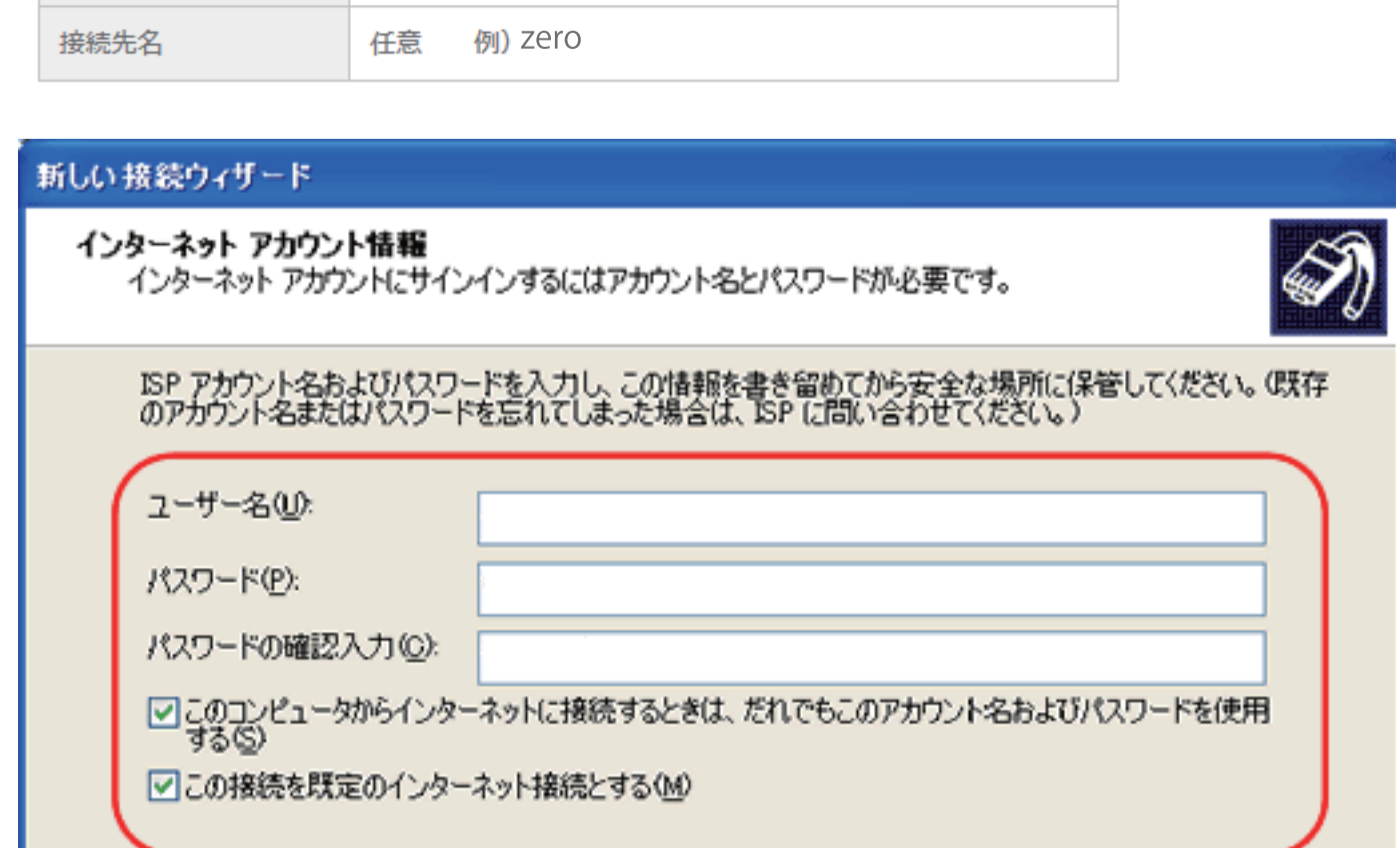 接続先名 任意 例) zero
新しい接続ウィザード
インターネット アカウント情報
インターネット アカウントにサインインするにはアカウント名とパスワードが必要です。
ISP アカウント名およびパスワードを入力し、この情報を書き留めてから安全な場所に保管してください。(既存
のアカウント名またはパスワードを忘れてしまった場合は、ISP に問い合わせてください。)
ユーザー名(U):
パスワード(P):
パスワードの確認入力(C):
このコンピュータからインターネットに接続するときは、だれでもこのアカウント名およびパスワードを使用
する(S)
この接続を既定のインターネット接続とする(M)